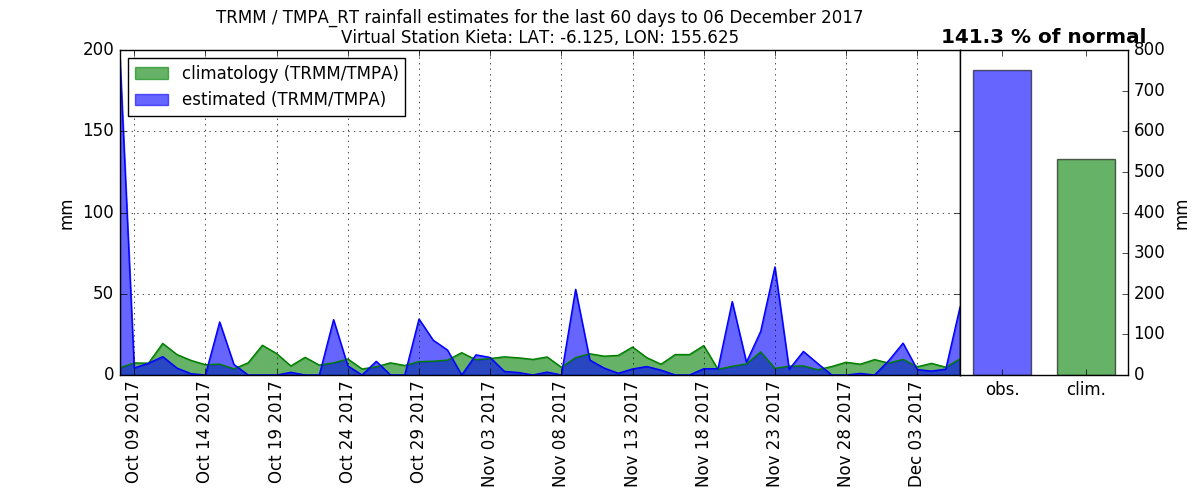 TRMM / TMPA_RT rainfall estimates for the last 60 days to 06 December 2017
Virtual Station Kieta: LAT: -6.125, LON: 155.625
141.3 % of normal
climatology (TRMM/TMPA)
estimated (TRMM/TMPA)
mm
200
150
100
50
0
Oct 09 2017
Oct 14 2017
Oct 19 2017
Oct 24 2017
Oct 29 2017
Nov 03 2017
Nov 08 2017
Nov 13 2017
Nov 18 2017
Nov 23 2017
Nov 28 2017
Dec 03 2017
obs.
clim.
800
700
600
500
400
300
200
100
0
mm